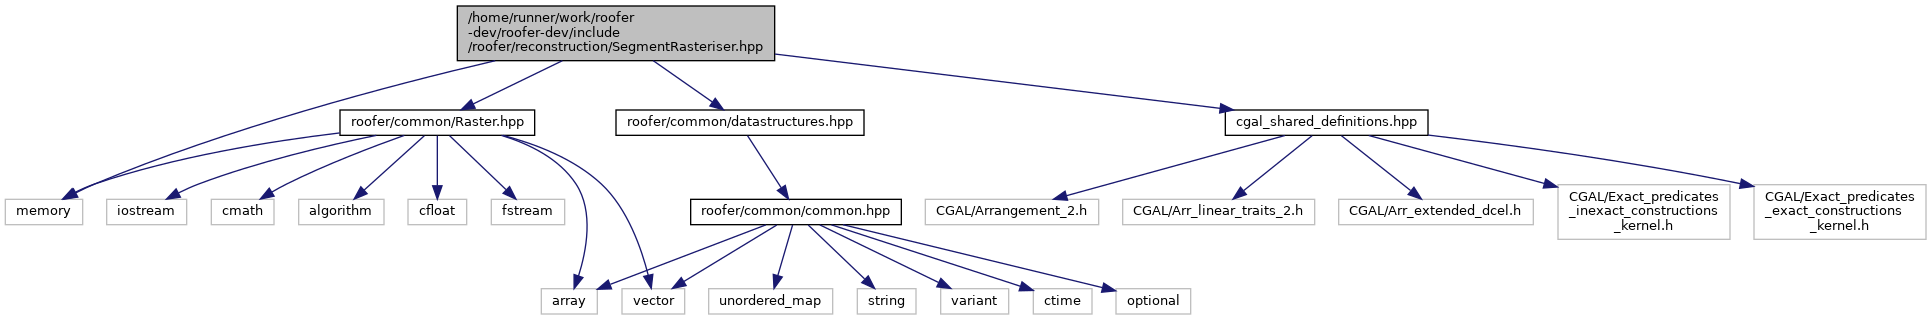 /home/runner/work/roofer
-dev/roofer-dev/include
/roofer/reconstruction/SegmentRasteriser.hpp
roofer/common/Raster.hpp
roofer/common/datastructures.hpp
cgal_shared_definitions.hpp
memory
iostream
cmath
algorithm
cfloat
fstream
roofer/common/common.hpp
CGAL/Arrangement_2.h
CGAL/Arr_linear_traits_2.h
CGAL/Arr_extended_dcel.h
CGAL/Exact_predicates
_inexact_constructions
_kernel.h
CGAL/Exact_predicates
_exact_constructions
_kernel.h
array
vector
unordered_map
string
variant
ctime
optional